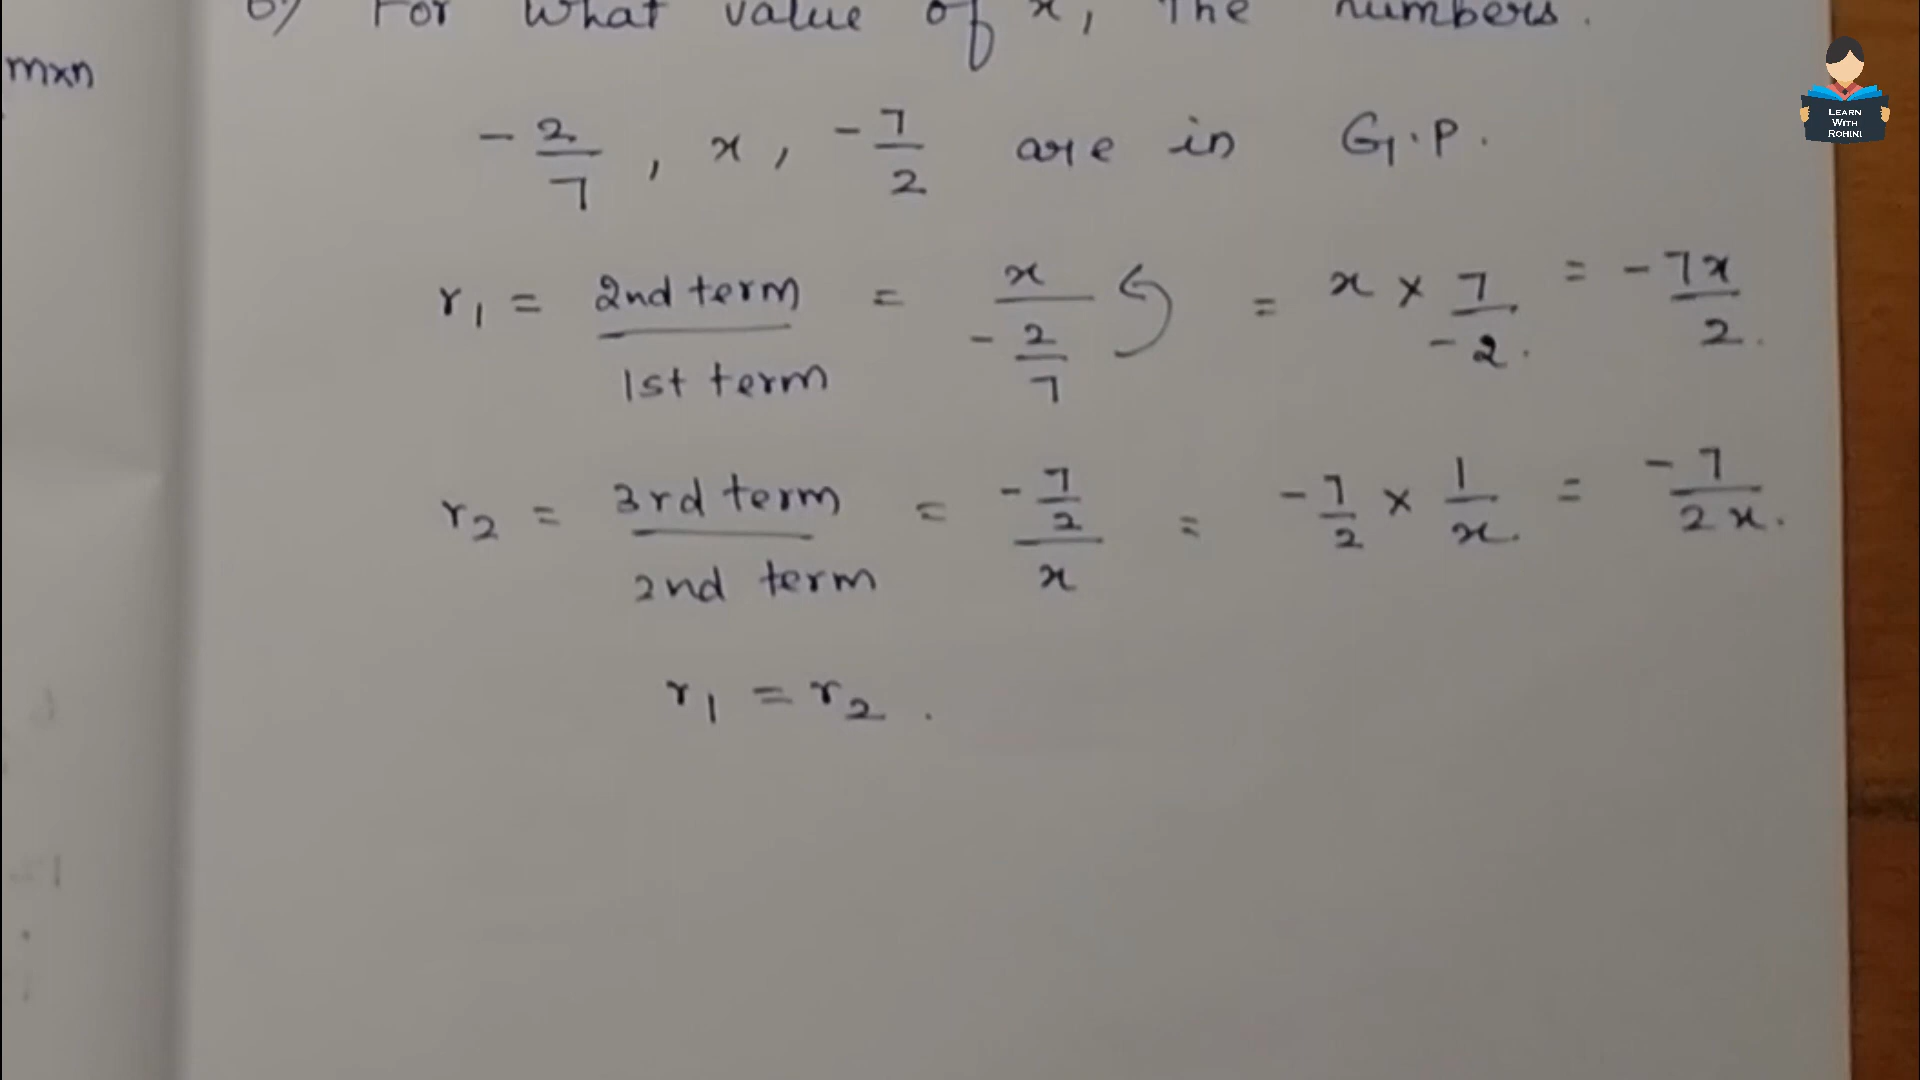 6) For what value of x, the numbers.
mxn
-2/7 , x, -7/2 are in G.P.
r1 = 2nd term / 1st term = x / (-2/7) = x × 7/-2. = -7x/2.
r2 = 3rd term / 2nd term = (-7/2) / x = -7/2 × 1/x. = -7/2x.
r1 = r2.
LEARN
WITH
ROHINI